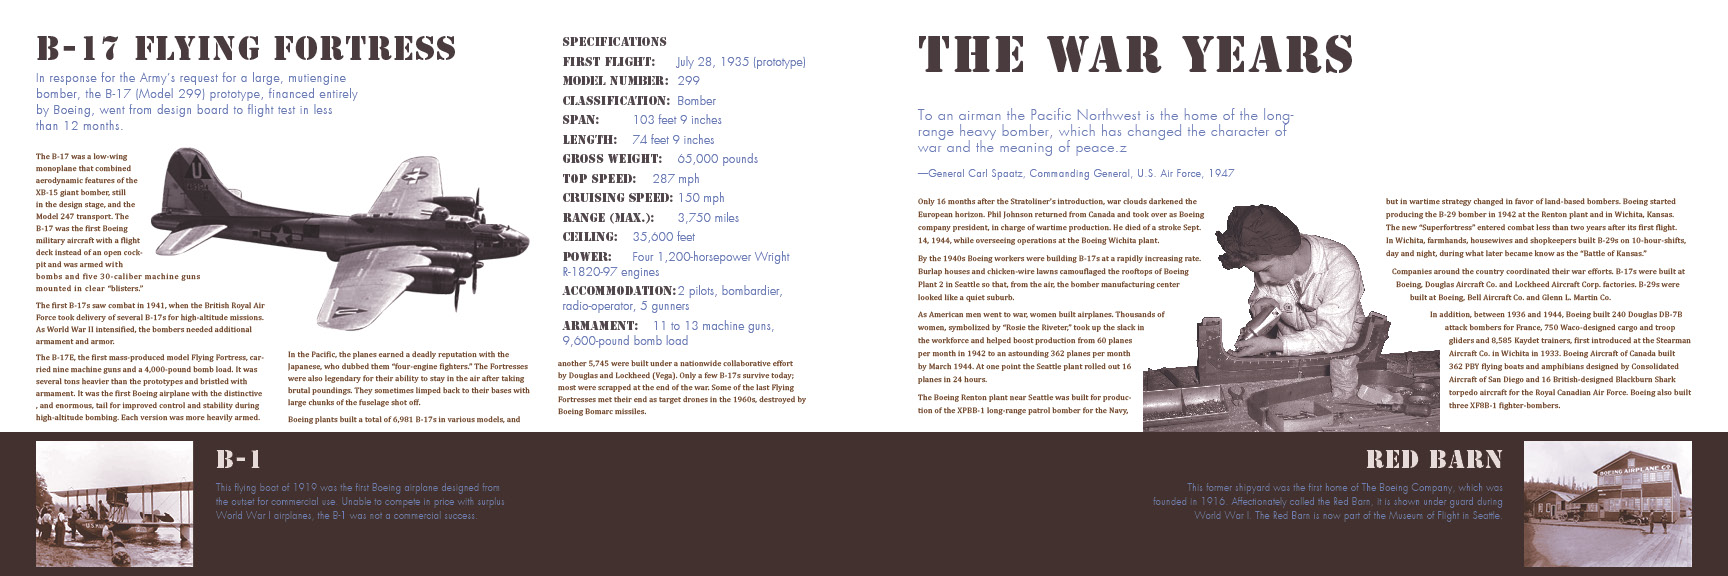 B-17 FLYING FORTRESS
In response for the Army's request for a large, mutiengine
bomber, the B-17 (Model 299) prototype, financed entirely
by Boeing, went from design board to flight test in less
than 12 months.
The B-17 was a low-wing
monoplane that combined
aerodynamic features of the
XB-15 giant bomber, still
in the design stage, and the
Model 247 transport. The
B-17 was the first Boeing
military aircraft with a flight
deck instead of an open cock-
pit and was armed with
bombs and five 30-caliber machine guns
mounted in clear "blisters."
The first B-17s saw combat in 1941, when the British Royal Air
Force took delivery of several B-17s for high-altitude missions.
As World War II intensified, the bombers needed additional
armament and armor.
The B-17E, the first mass-produced model Flying Fortress, car-
ried nine machine guns and a 4,000-pound bomb load. It was
several tons heavier than the prototypes and bristled with
armament. It was the first Boeing airplane with the distinctive
, and enormous, tail for improved control and stability during
high-altitude bombing. Each version was more heavily armed.
In the Pacific, the planes earned a deadly reputation with the
Japanese, who dubbed them "four-engine fighters." The Fortresses
were also legendary for their ability to stay in the air after taking
brutal poundings. They sometimes limped back to their bases with
large chunks of the fuselage shot off.
Boeing plants built a total of 6,981 B-17s in various models, and
SPECIFICATIONS
FIRST FLIGHT: July 28, 1935 (prototype)
MODEL NUMBER: 299
CLASSIFICATION: Bomber
SPAN: 103 feet 9 inches
LENGTH: 74 feet 9 inches
GROSS WEIGHT: 65,000 pounds
TOP SPEED: 287 mph
CRUISING SPEED: 150 mph
RANGE (MAX.): 3,750 miles
CEILING: 35,600 feet
POWER: Four 1,200-horsepower Wright
R-1820-97 engines
ACCOMMODATION: 2 pilots, bombardier,
radio-operator, 5 gunners
ARMAMENT: 11 to 13 machine guns,
9,600-pound bomb load
another 5,745 were built under a nationwide collaborative effort
by Douglas and Lockheed (Vega). Only a few B-17s survive today;
most were scrapped at the end of the war. Some of the last Flying
Fortresses met their end as target drones in the 1960s, destroyed by
Boeing Bomarc missiles.
THE WAR YEARS
To an airman the Pacific Northwest is the home of the long-
range heavy bomber, which has changed the character of
war and the meaning of peace.z
—General Carl Spaatz, Commanding General, U.S. Air Force, 1947
Only 16 months after the Stratoliner's introduction, war clouds darkened the
European horizon. Phil Johnson returned from Canada and took over as Boeing
company president, in charge of wartime production. He died of a stroke Sept.
14, 1944, while overseeing operations at the Boeing Wichita plant.
By the 1940s Boeing workers were building B-17s at a rapidly increasing rate.
Burlap houses and chicken-wire lawns camouflaged the rooftops of Boeing
Plant 2 in Seattle so that, from the air, the bomber manufacturing center
looked like a quiet suburb.
As American men went to war, women built airplanes. Thousands of
women, symbolized by "Rosie the Riveter," took up the slack in
the workforce and helped boost production from 60 planes
per month in 1942 to an astounding 362 planes per month
by March 1944. At one point the Seattle plant rolled out 16
planes in 24 hours.
The Boeing Renton plant near Seattle was built for produc-
tion of the XPBB-1 long-range patrol bomber for the Navy,
but in wartime strategy changed in favor of land-based bombers. Boeing started
producing the B-29 bomber in 1942 at the Renton plant and in Wichita, Kansas.
The new "Superfortress" entered combat less than two years after its first flight.
In Wichita, farmhands, housewives and shopkeepers built B-29s on 10-hour-shifts,
day and night, during what later became know as the "Battle of Kansas."
Companies around the country coordinated their war efforts. B-17s were built at
Boeing, Douglas Aircraft Co. and Lockheed Aircraft Corp. factories. B-29s were
built at Boeing, Bell Aircraft Co. and Glenn L. Martin Co.
In addition, between 1936 and 1944, Boeing built 240 Douglas DB-7B
attack bombers for France, 750 Waco-designed cargo and troop
gliders and 8,585 Kaydet trainers, first introduced at the Stearman
Aircraft Co. in Wichita in 1933. Boeing Aircraft of Canada built
362 PBY flying boats and amphibians designed by Consolidated
Aircraft of San Diego and 16 British-designed Blackburn Shark
torpedo aircraft for the Royal Canadian Air Force. Boeing also built
three XF8B-1 fighter-bombers.
B-1
This flying boat of 1919 was the first Boeing airplane designed from
the outset for commercial use. Unable to compete in price with surplus
World War I airplanes, the B-1 was not a commercial success.
U.S. MAIL
RED BARN
This former shipyard was the first home of The Boeing Company, which was
founded in 1916. Affectionately called the Red Barn, it is shown under guard during
World War I. The Red Barn is now part of the Museum of Flight in Seattle.
BOEING AIRPLANE CO.